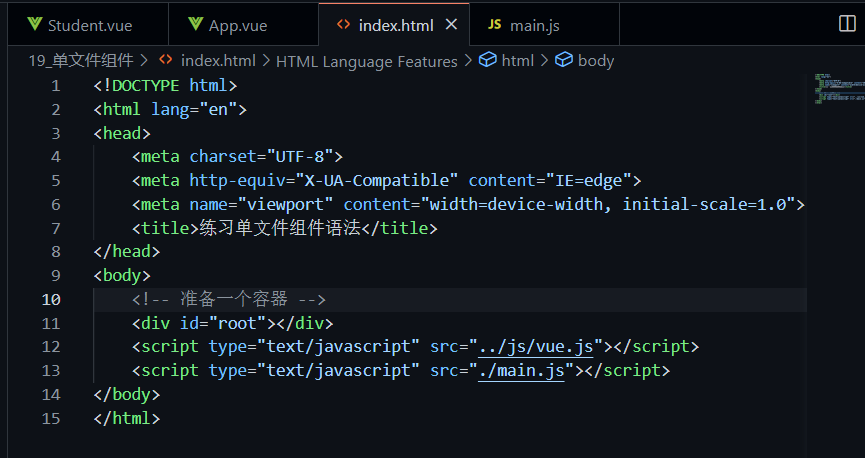 Student.vue App.vue index.html JS main.js
19_单文件组件 > index.html > HTML Language Features > html > body
1 <!DOCTYPE html>
2 <html lang="en">
3 <head>
4 <meta charset="UTF-8">
5 <meta http-equiv="X-UA-Compatible" content="IE=edge">
6 <meta name="viewport" content="width=device-width, initial-scale=1.0">
7 <title>练习单文件组件语法</title>
8 </head>
9 <body>
10 <!-- 准备一个容器 -->
11 <div id="root"></div>
12 <script type="text/javascript" src="../js/vue.js"></script>
13 <script type="text/javascript" src="./main.js"></script>
14 </body>
15 </html>